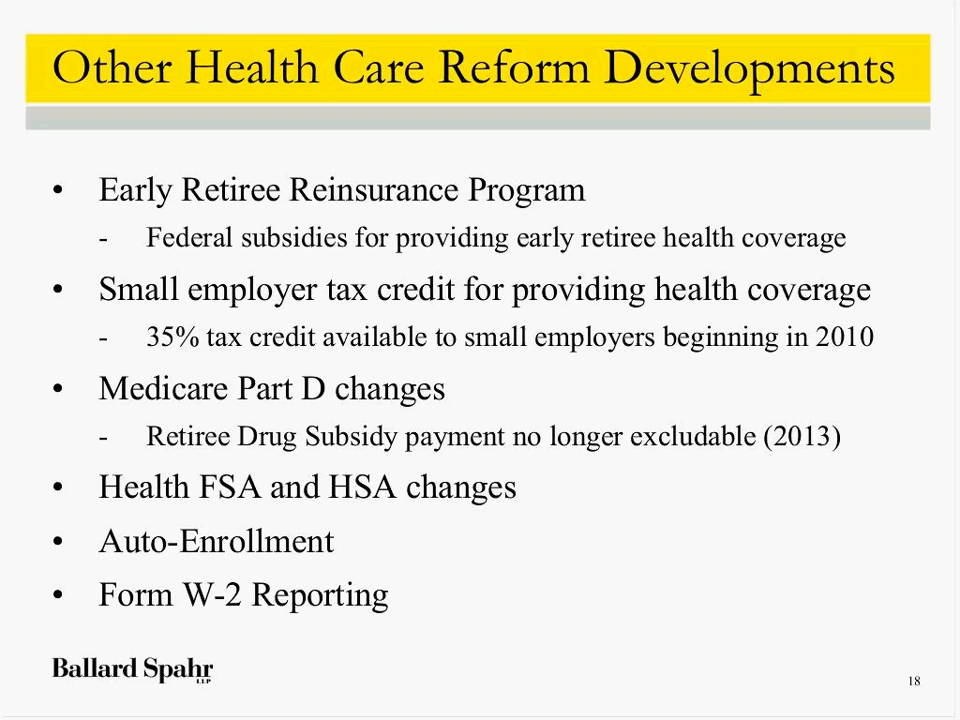 Other Health Care Reform Developments
• Early Retiree Reinsurance Program
- Federal subsidies for providing early retiree health coverage
• Small employer tax credit for providing health coverage
- 35% tax credit available to small employers beginning in 2010
• Medicare Part D changes
- Retiree Drug Subsidy payment no longer excludable (2013)
• Health FSA and HSA changes
• Auto-Enrollment
• Form W-2 Reporting
Ballard Spahr
LLP
18